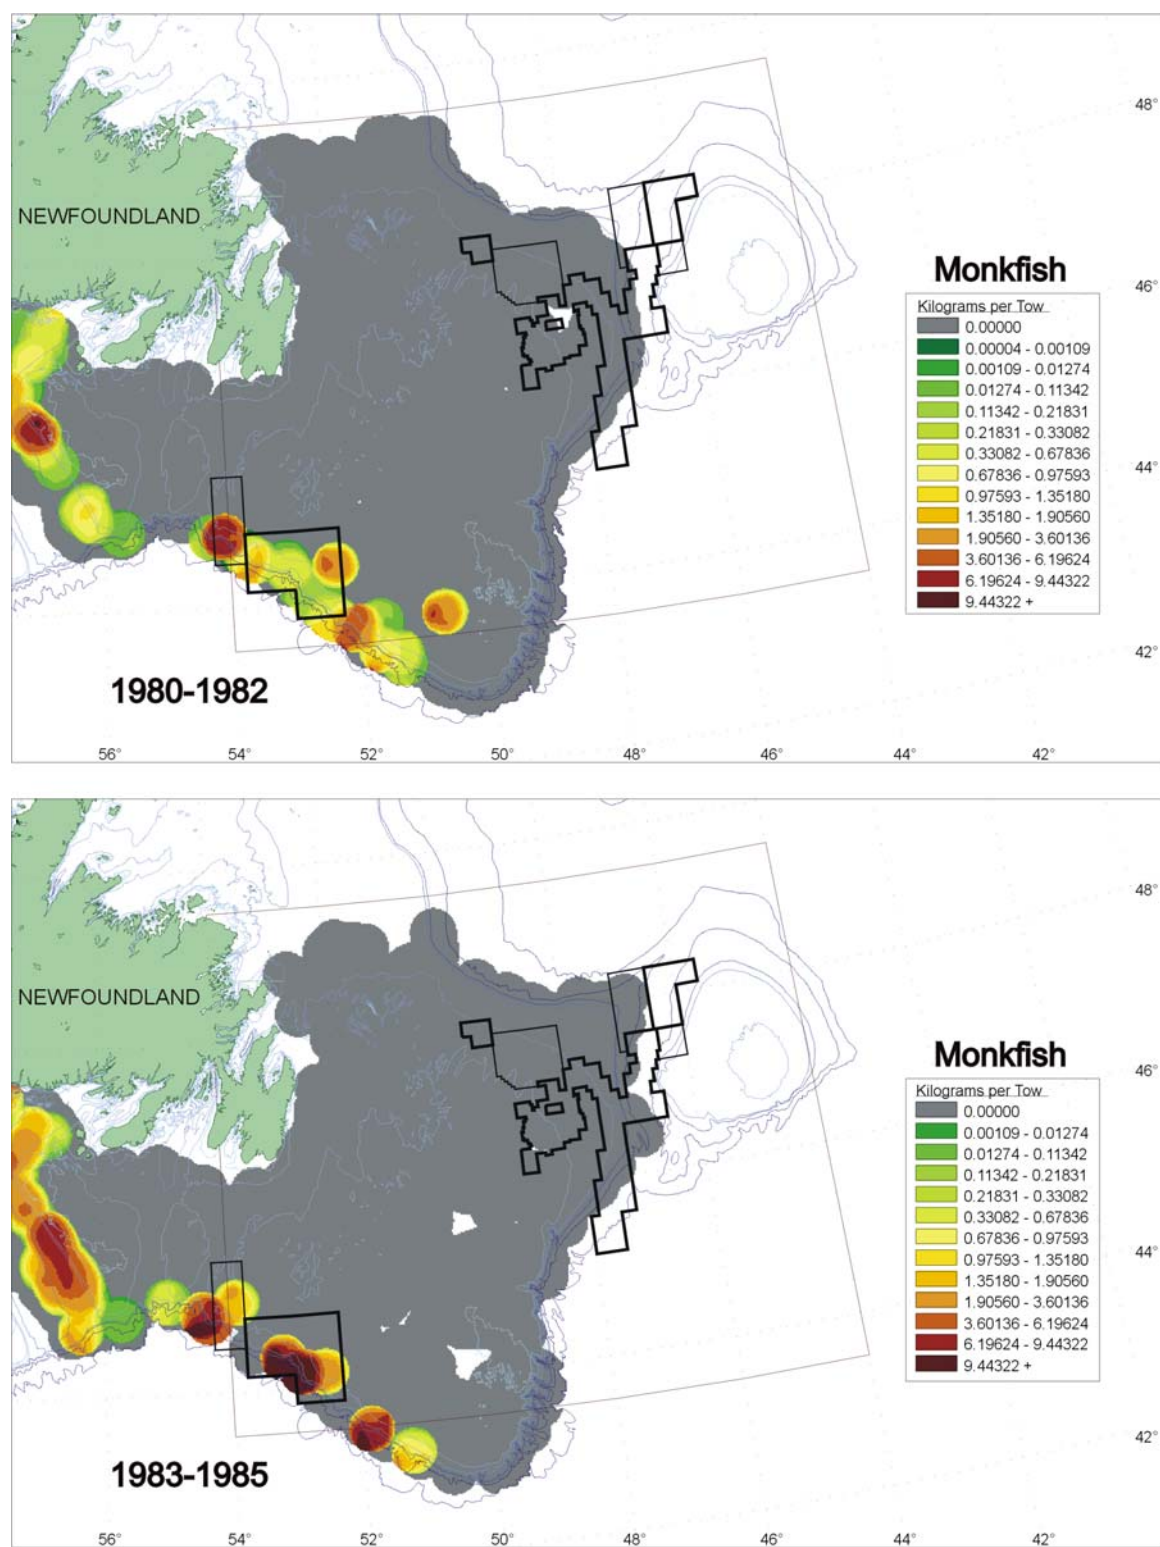 48°
NEWFOUNDLAND
46°
Monkfish
Kilograms per Tow
0.00000
0.00004 - 0.00109
0.00109 - 0.01274
0.01274 - 0.11342
0.11342 - 0.21831
0.21831 - 0.33082
0.33082 - 0.67836
0.67836 - 0.97593
0.97593 - 1.35180
1.35180 - 1.90560
1.90560 - 3.60136
3.60136 - 6.19624
6.19624 - 9.44322
9.44322 +
44°
42°
1980-1982
56° 54° 52° 50° 48° 46° 44° 42°
48°
NEWFOUNDLAND
46°
Monkfish
Kilograms per Tow
0.00000
0.00109 - 0.01274
0.01274 - 0.11342
0.11342 - 0.21831
0.21831 - 0.33082
0.33082 - 0.67836
0.67836 - 0.97593
0.97593 - 1.35180
1.35180 - 1.90560
1.90560 - 3.60136
3.60136 - 6.19624
6.19624 - 9.44322
9.44322 +
44°
42°
1983-1985
56° 54° 52° 50° 48° 46° 44° 42°